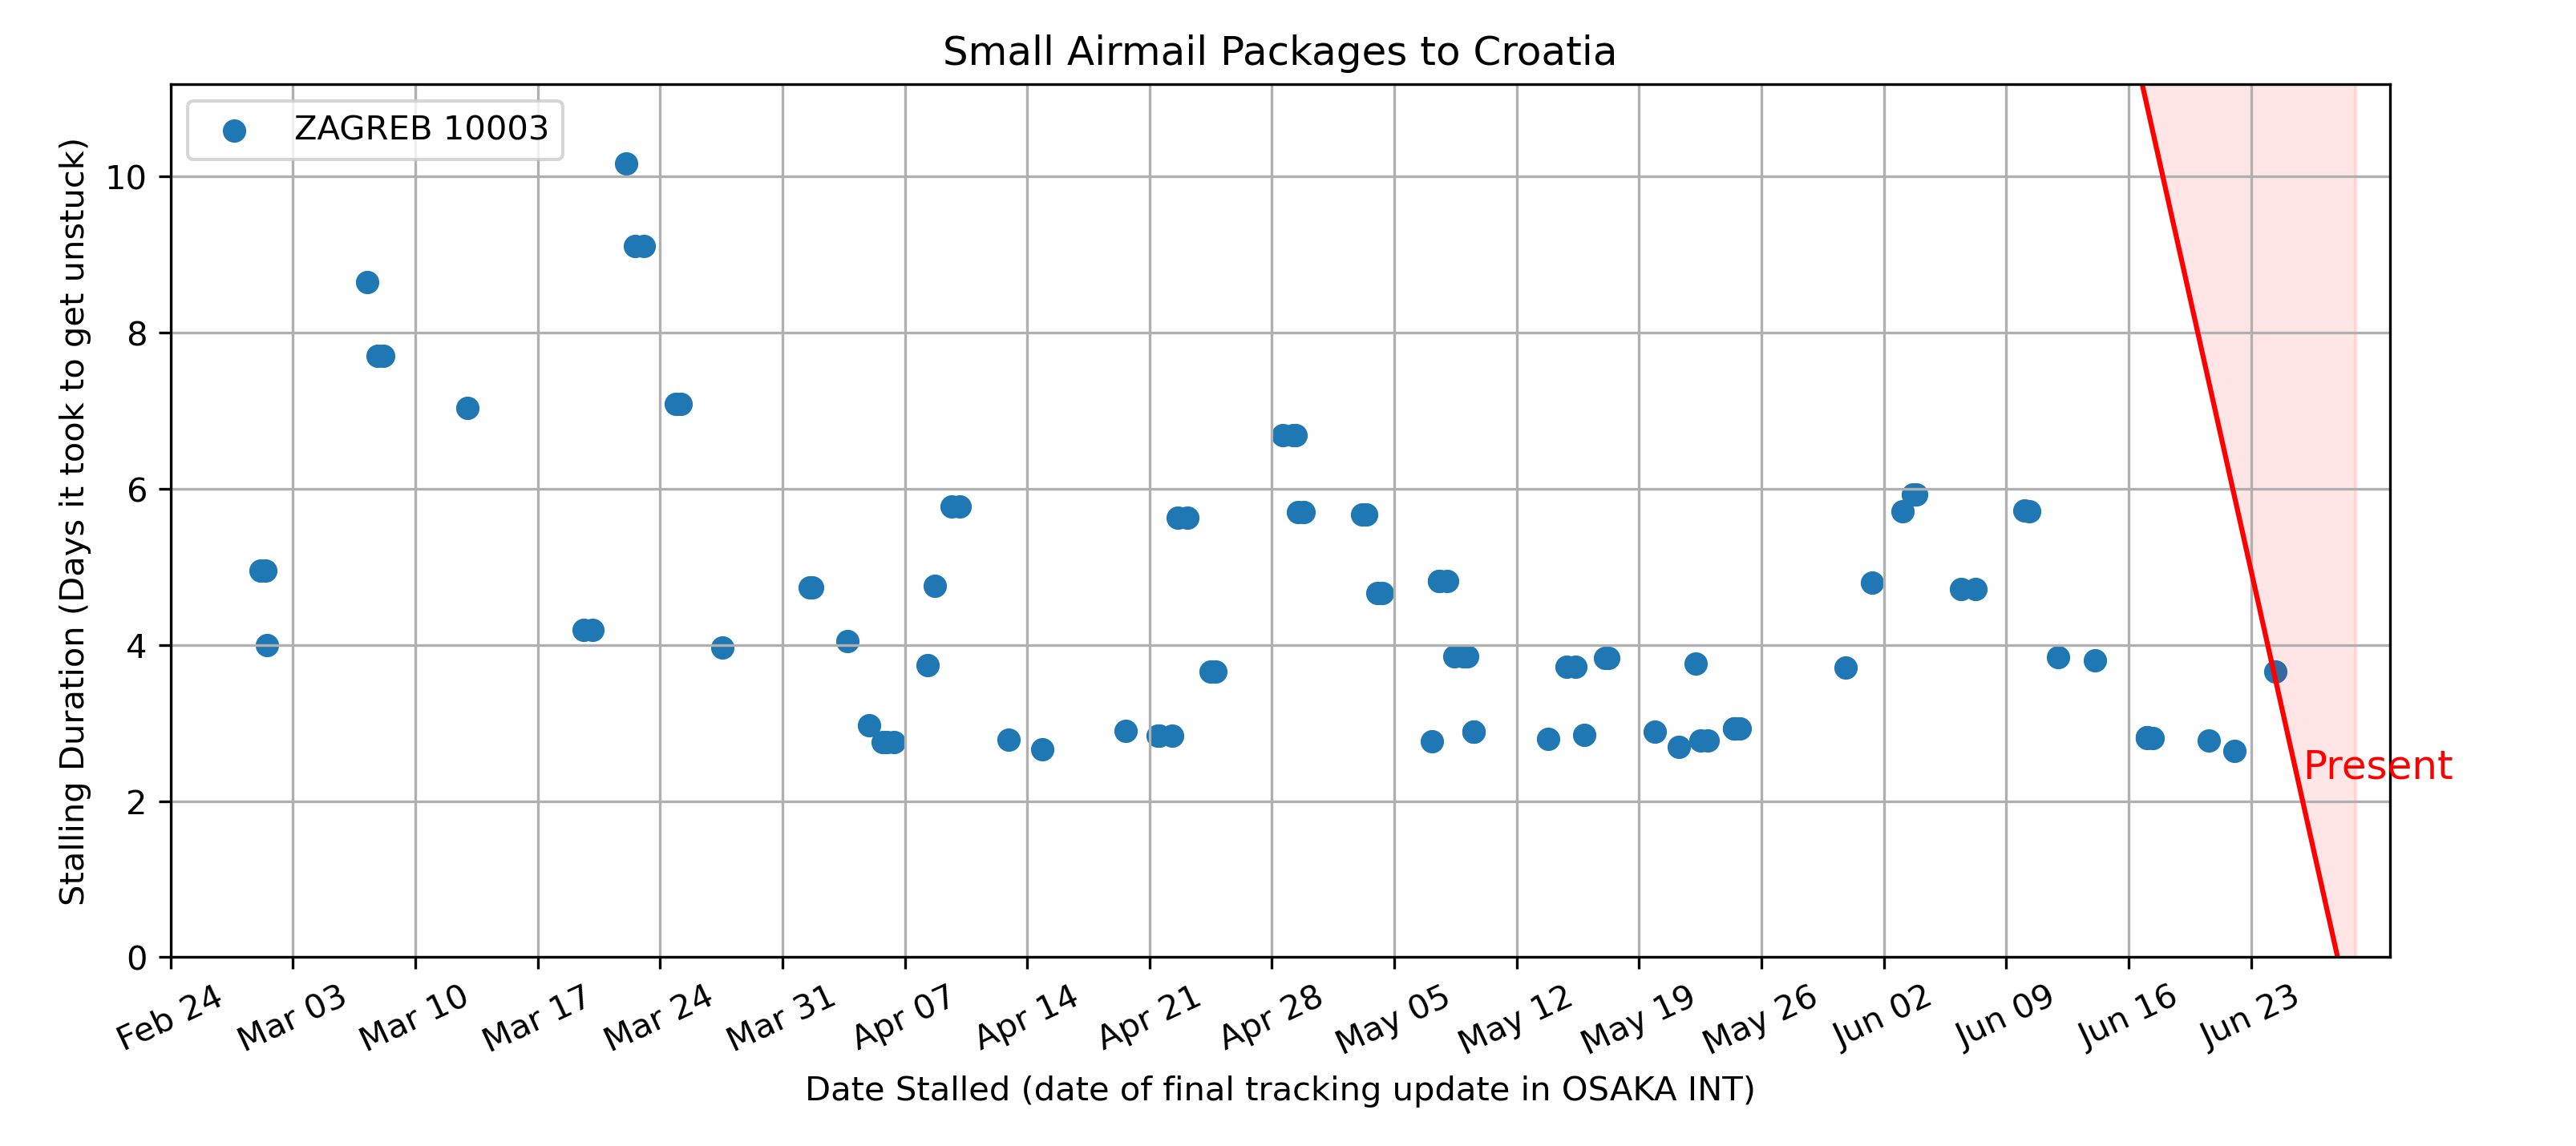 Small Airmail Packages to Croatia
ZAGREB 10003
Stalling Duration (Days it took to get unstuck)
10
8
6
4
2
0
Present
Feb 24
Mar 03
Mar 10
Mar 17
Mar 24
Mar 31
Apr 07
Apr 14
Apr 21
Apr 28
May 05
May 12
May 19
May 26
Jun 02
Jun 09
Jun 16
Jun 23
Date Stalled (date of final tracking update in OSAKA INT)